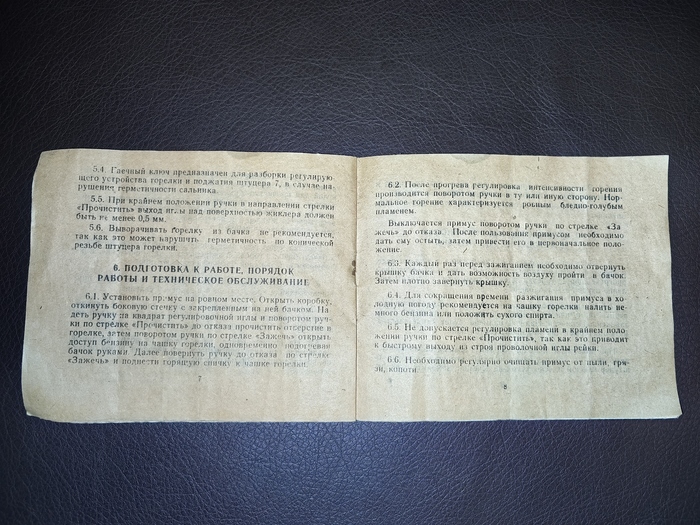 5.4. Гаечный ключ предназначен для разборки регулирую-
щего устройства горелки и поджатия штуцера 7, в случае на-
рушения герметичности сальника.
5.5. При крайнем положении ручки в направлении стрелки
«Прочистить» выход иглы над поверхностью жиклера должен
быть не менее 0,5 мм.
5.6. Выворачивать горелку из бачка не рекомендуется,
так как это может нарушить герметичность по конической
резьбе штуцера горелки.
6. ПОДГОТОВКА К РАБОТЕ, ПОРЯДОК
РАБОТЫ И ТЕХНИЧЕСКОЕ ОБСЛУЖИВАНИЕ
6.1. Установить примус на ровном месте. Открыть коробку,
откинуть боковую стенку с закрепленным на ней бачком. На-
деть ручку на квадрат регулировочной иглы и поворотом руч-
ки по стрелке «Прочистить» до отказа прочистить отверстие в
горелке, затем поворотом ручки по стрелке «Зажечь» открыть
доступ бензину на чашку горелки, одновременно подогревая
бачок руками. Далее повернуть ручку до отказа по стрелке
«Зажечь» и поднести горящую спичку к чашке горелки.
7
6.2. После прогрева регулировка интенсивности горения
производится поворотом ручки в ту или иную сторону. Нор-
мальное горение характеризуется ровным бледно-голубым
пламенем.
Выключается примус поворотом ручки по стрелке «За-
жечь» до отказа. После пользования примусом необходимо
дать ему остыть, затем привести его в первоначальное поло-
жение.
6.3. Каждый раз перед зажиганием необходимо отвернуть
крышку бачка и дать возможность воздуху пройти в бачок.
Затем плотно завернуть крышку.
6.4. Для сокращения времени разжигания примуса в хо-
лодную погоду рекомендуется на чашку горелки налить не-
много бензина или положить сухого спирта.
6.5. Не допускается регулировка пламени в крайнем поло-
жении ручки по стрелке «Прочистить», так как это приводит
к быстрому выходу из строя проволочной иглы рейки.
6.6. Необходимо регулярно очищать примус от пыли, гря-
зи, копоти.
8